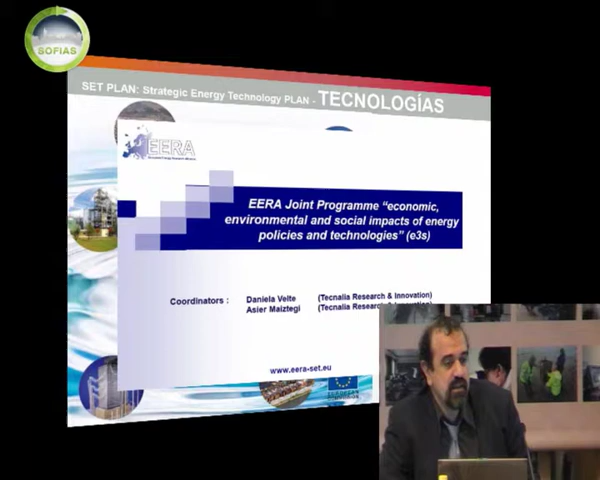 SOFIAS
SET PLAN: Strategic Energy Technology PLAN - TECNOLOGÍAS
EERA
EERA Joint Programme “economic,
environmental and social impacts of energy
policies and technologies” (e3s)
Coordinators : Daniela Velte (Tecnalia Research & Innovation)
Asier Maiztegi (Tecnalia Research & Innovation)
www.eera-set.eu
EUROPEAN
COMMISSION